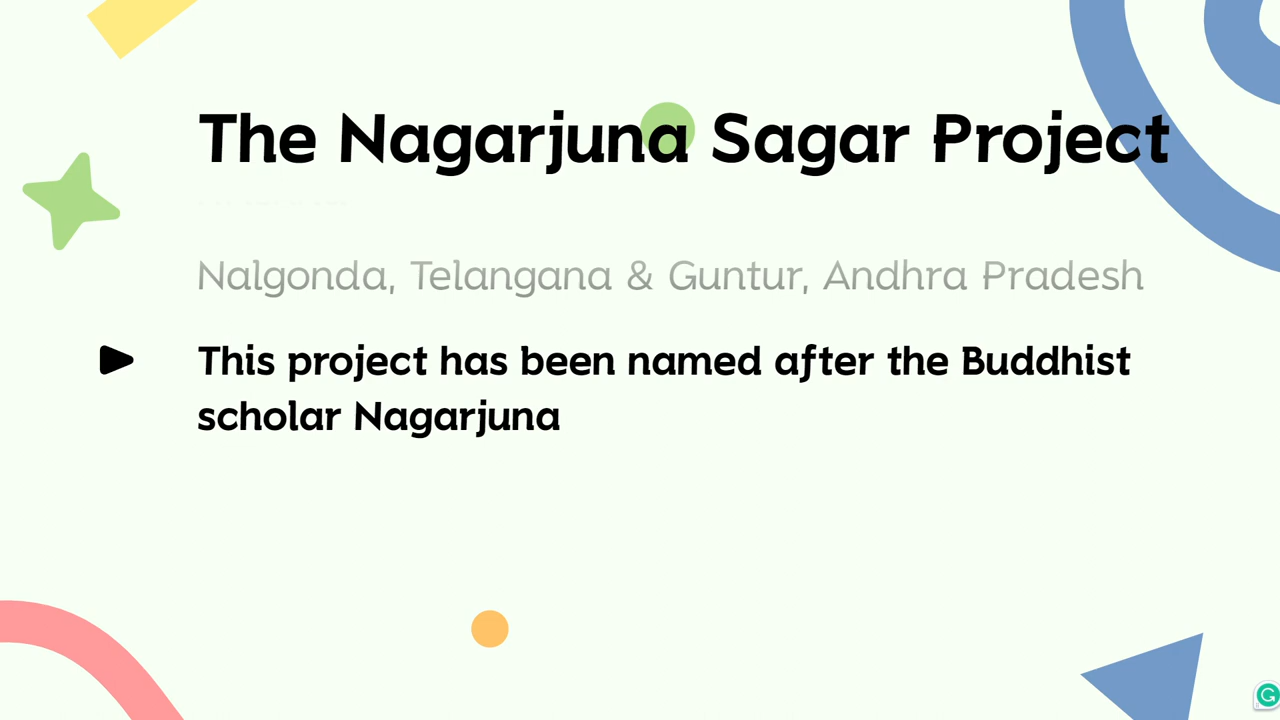 The Nagarjuna Sagar Project
Nalgonda, Telangana & Guntur, Andhra Pradesh
This project has been named after the Buddhist
scholar Nagarjuna